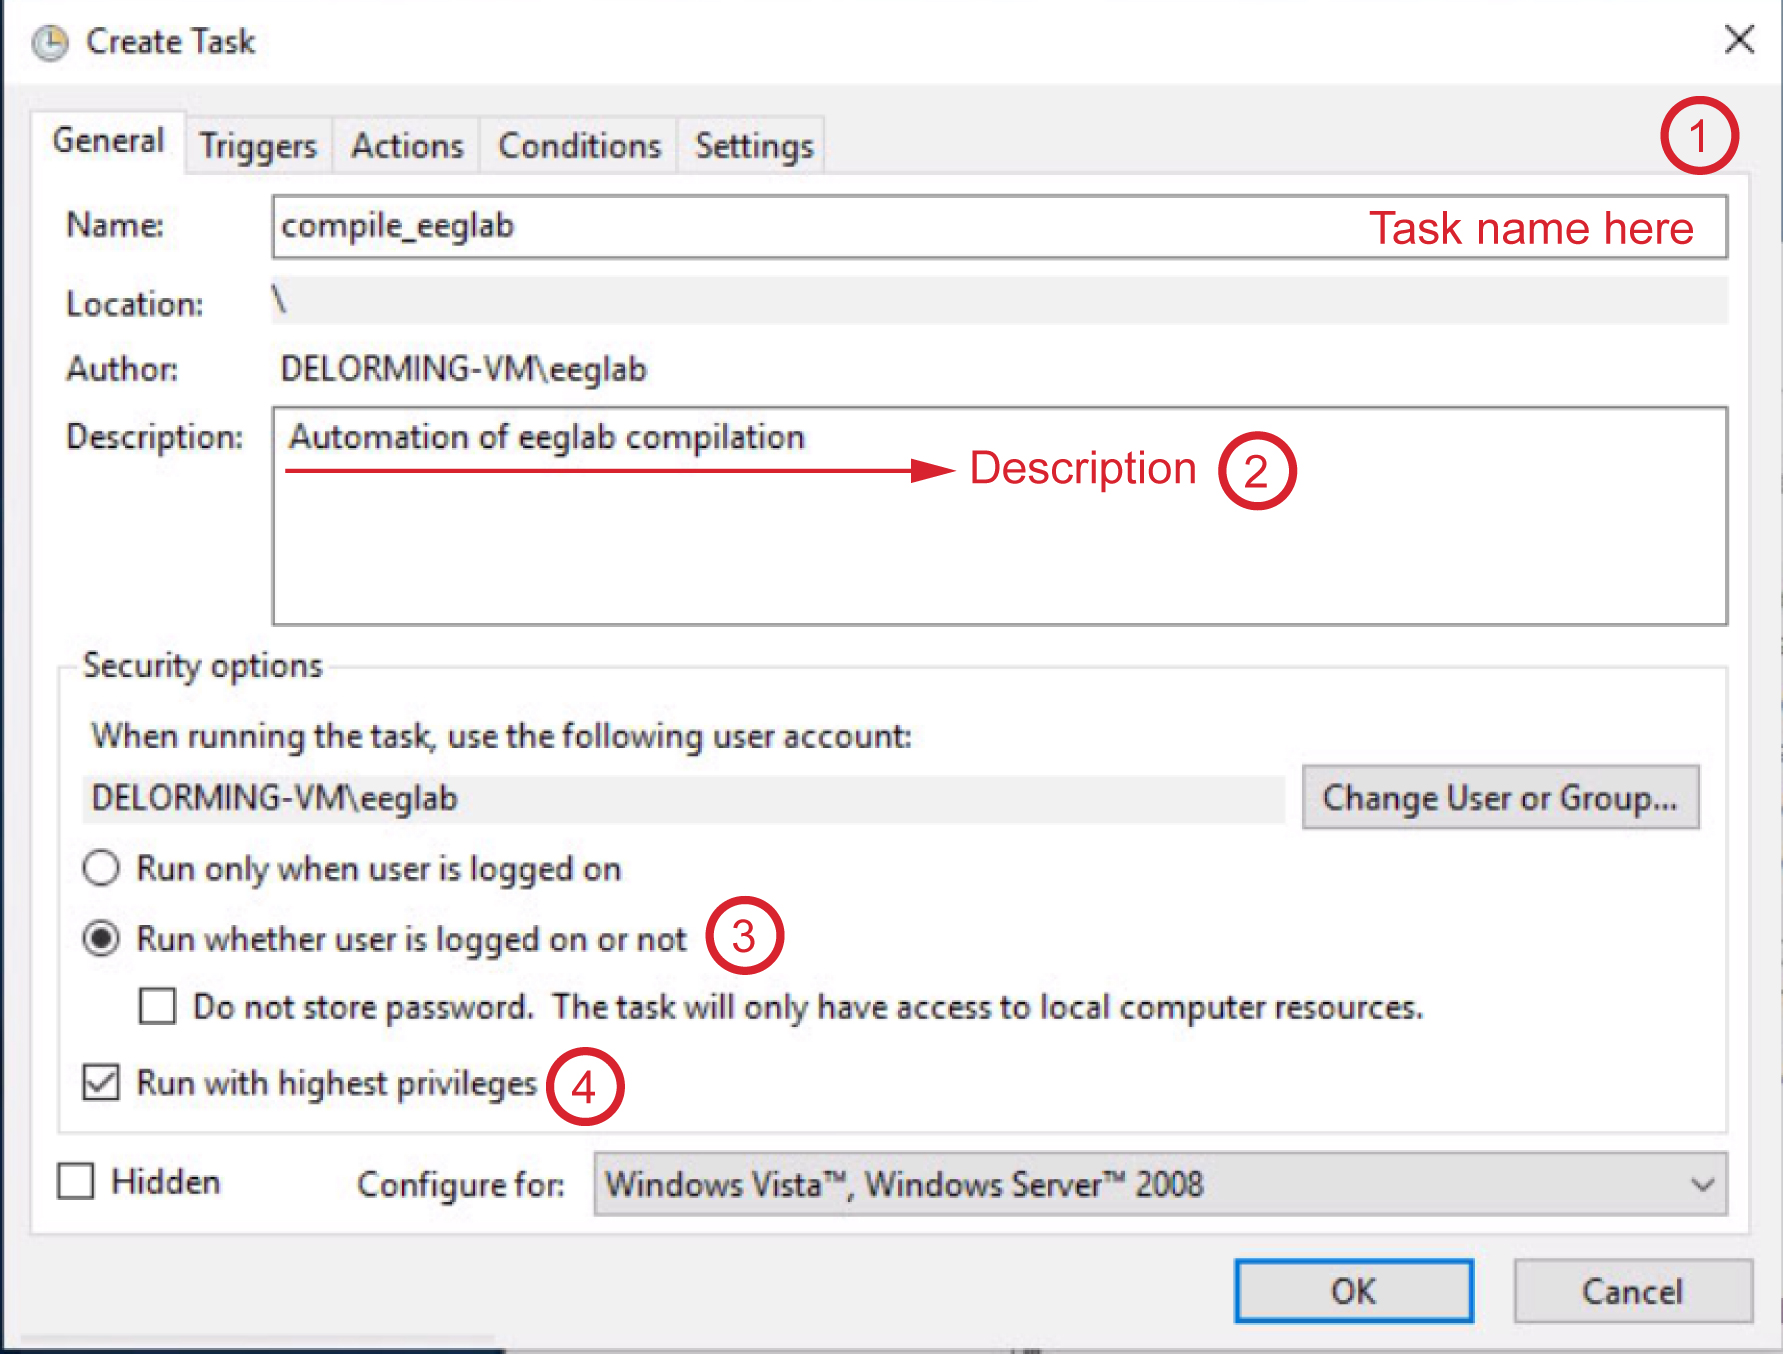 Create Task
General Triggers Actions Conditions Settings
1
Name: compile_eeglab Task name here
Location: \
Author: DELORMING-VM\eeglab
Description: Automation of eeglab compilation
Description 2
Security options
When running the task, use the following user account:
DELORMING-VM\eeglab Change User or Group...
Run only when user is logged on
Run whether user is logged on or not 3
Do not store password. The task will only have access to local computer resources.
Run with highest privileges 4
Hidden Configure for: Windows Vista™, Windows Server™ 2008
OK Cancel